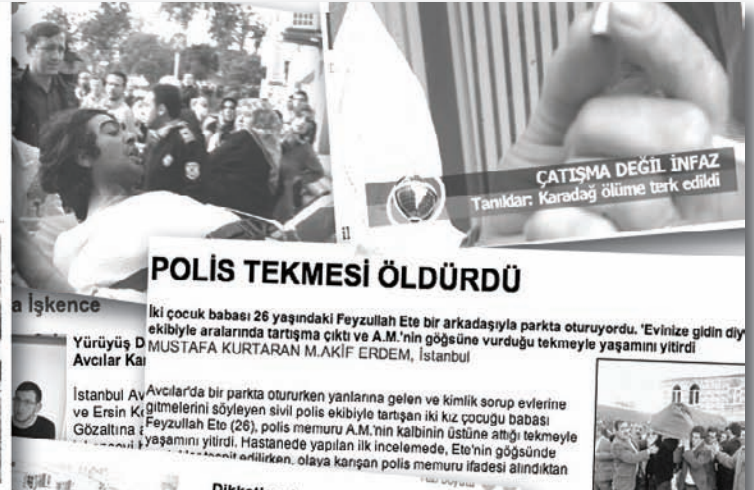 ÇATIŞMA DEĞİL İNFAZ
Tanıklar: Karadağ ölüme terk edildi
POLİS TEKMESİ ÖLDÜRDÜ
İki çocuk babası 26 yaşındaki Feyzullah Ete bir arkadaşıyla parkta oturuyordu. 'Evinize gidin diy
ekibiyle aralarında tartışma çıktı ve A.M.'nin göğsüne vurduğu tekmeyle yaşamını yitirdi
MUSTAFA KURTARAN M.AKİF ERDEM, İstanbul
Avcılar'da bir parkta otururken yanlarına gelen ve kimlik sorup evlerine
gitmelerini söyleyen sivil polis ekibiyle tartışan iki kız çocuğu babası
Feyzullah Ete (26), polis memuru A.M.'nin kalbinin üstüne attığı tekmeyle
yaşamını yitirdi. Hastanede yapılan ilk incelemede, Ete'nin göğsünde
edilirken, olaya karışan polis memuru ifadesi alındıktan
a İşkence
Yürüyüş D
Avcılar Ka
İstanbul Av
ve Ersin K
Gözaltına